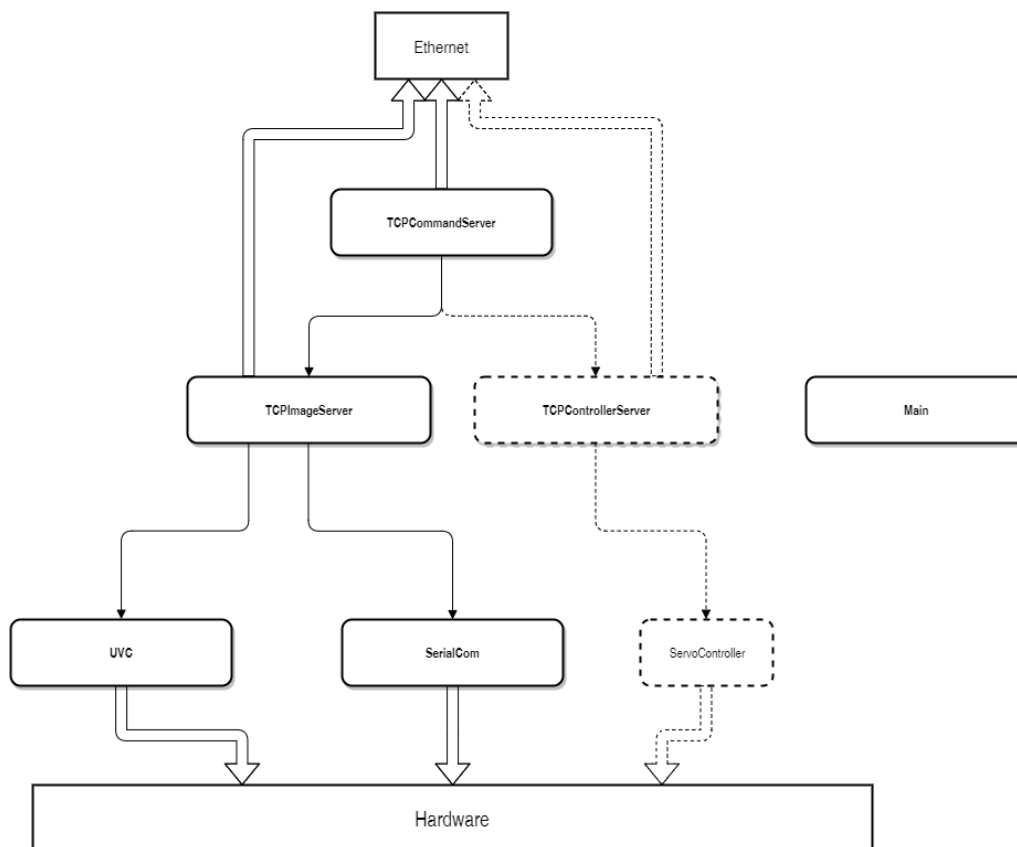 Ethernet
TCPCommandServer
TCPImageServer
TCPControllerServer
Main
UVC
SerialCom
ServoController
Hardware